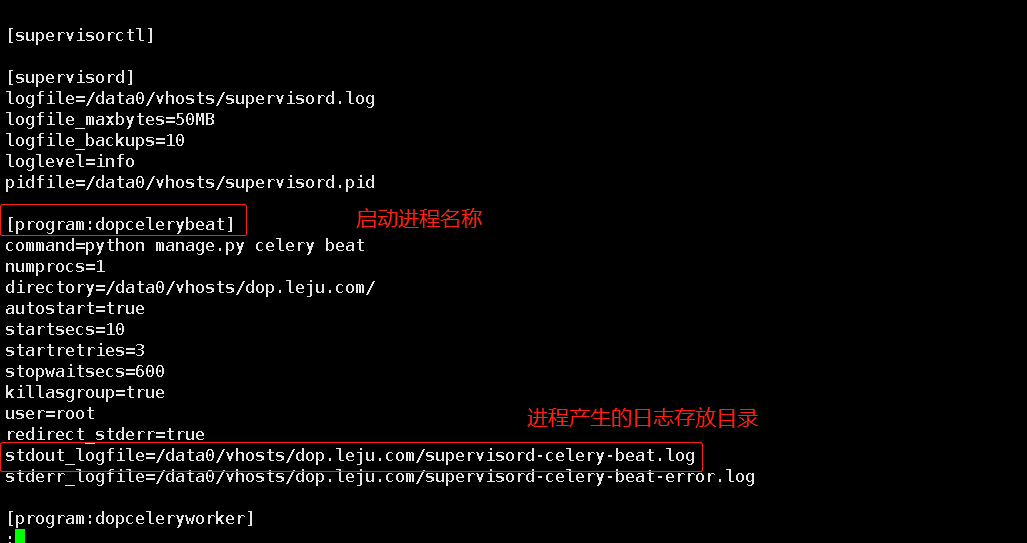 [supervisorctl]
[supervisord]
logfile=/data0/vhosts/supervisord.log
logfile_maxbytes=50MB
logfile_backups=10
loglevel=info
pidfile=/data0/vhosts/supervisord.pid
[program:dopcelerybeat]
启动进程名称
command=python manage.py celery beat
numprocs=1
directory=/data0/vhosts/dop.leju.com/
autostart=true
startsecs=10
startretries=3
stopwaitsecs=600
killasgroup=true
user=root
进程产生的日志存放目录
redirect_stderr=true
stdout_logfile=/data0/vhosts/dop.leju.com/supervisord-celery-beat.log
stderr_logfile=/data0/vhosts/dop.leju.com/supervisord-celery-beat-error.log
[program:dopceleryworker]
: